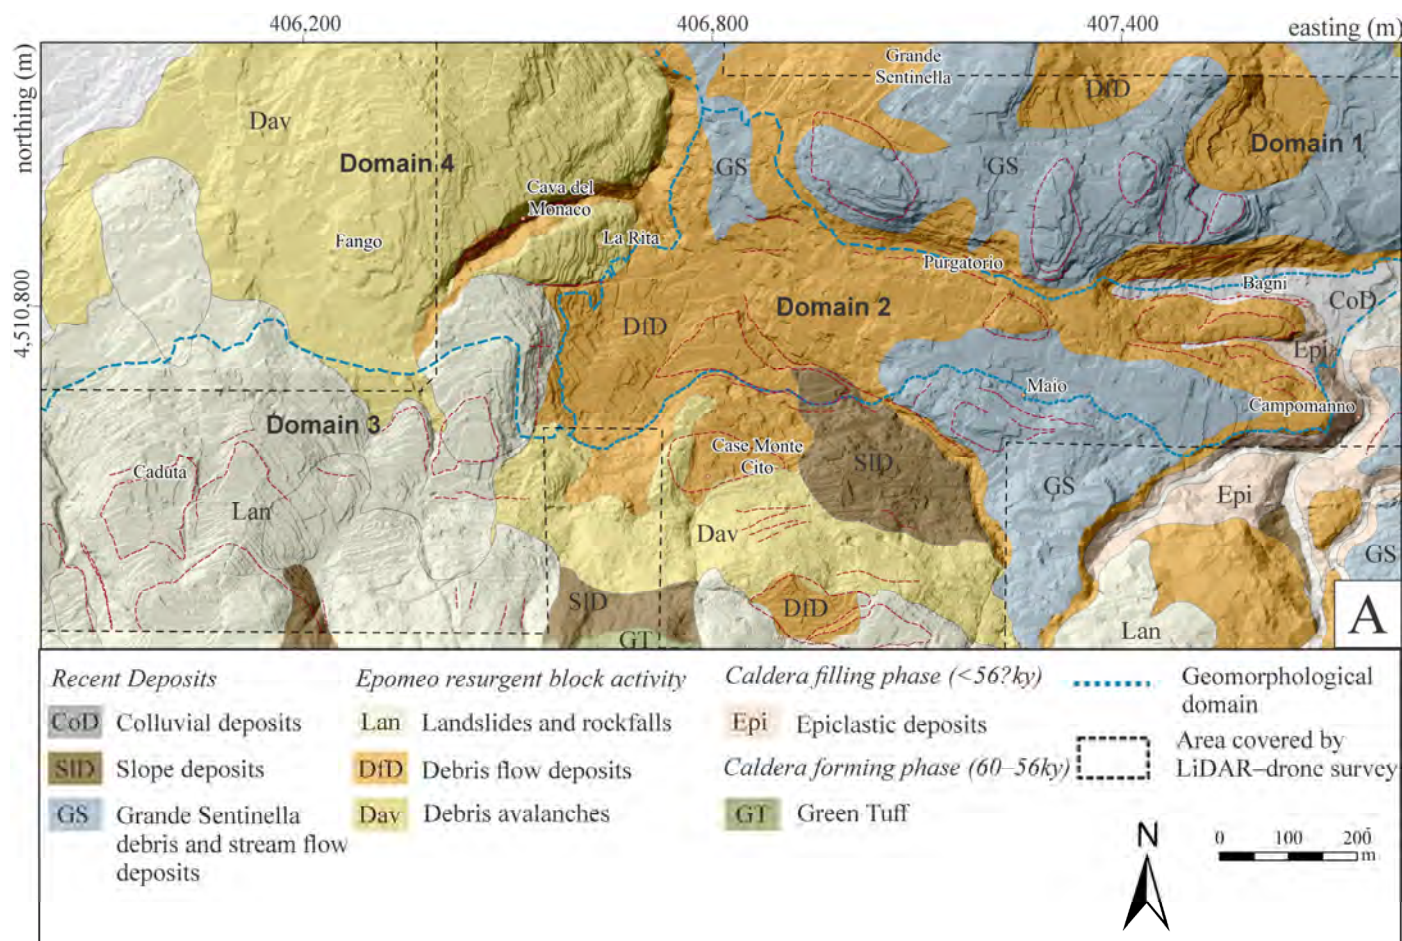 406,200
406,800
407,400
easting (m)
northing (m)
4,510,800
Grande
Sentinella
DfD
Dav
Domain 4
Domain 1
GS
GS
Cava del
Monaco
La Rita
Fango
Purgatorio
Bagni
CoD
Domain 2
DfD
Epi
Maio
Campomanno
Domain 3
Case Monte
Cito
SlD
Caduta
Lan
GS
Epi
Dav
GS
SlD
DfD
GT
Lan
A
Recent Deposits
CoD Colluvial deposits
SlD Slope deposits
GS Grande Sentinella
debris and stream flow
deposits
Epomeo resurgent block activity
Lan Landslides and rockfalls
DfD Debris flow deposits
Dav Debris avalanches
Caldera filling phase (<56?ky)
Epi Epiclastic deposits
Caldera forming phase (60–56ky)
GT Green Tuff
Geomorphological
domain
Area covered by
LiDAR–drone survey
N
0 100 200
m